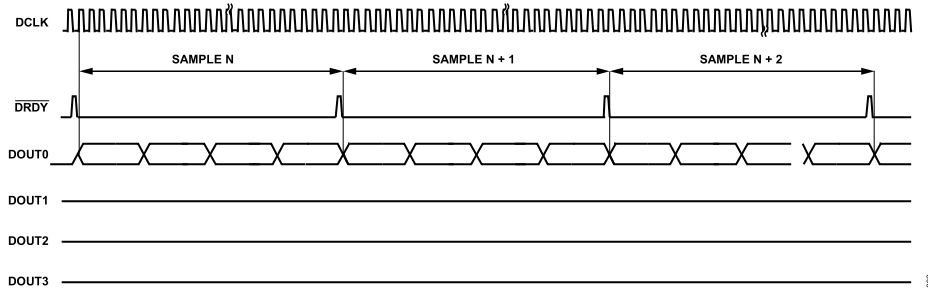 DCLK
SAMPLE N
SAMPLE N + 1
SAMPLE N + 2
DRDY
DOUT0
DOUT1
DOUT2
DOUT3